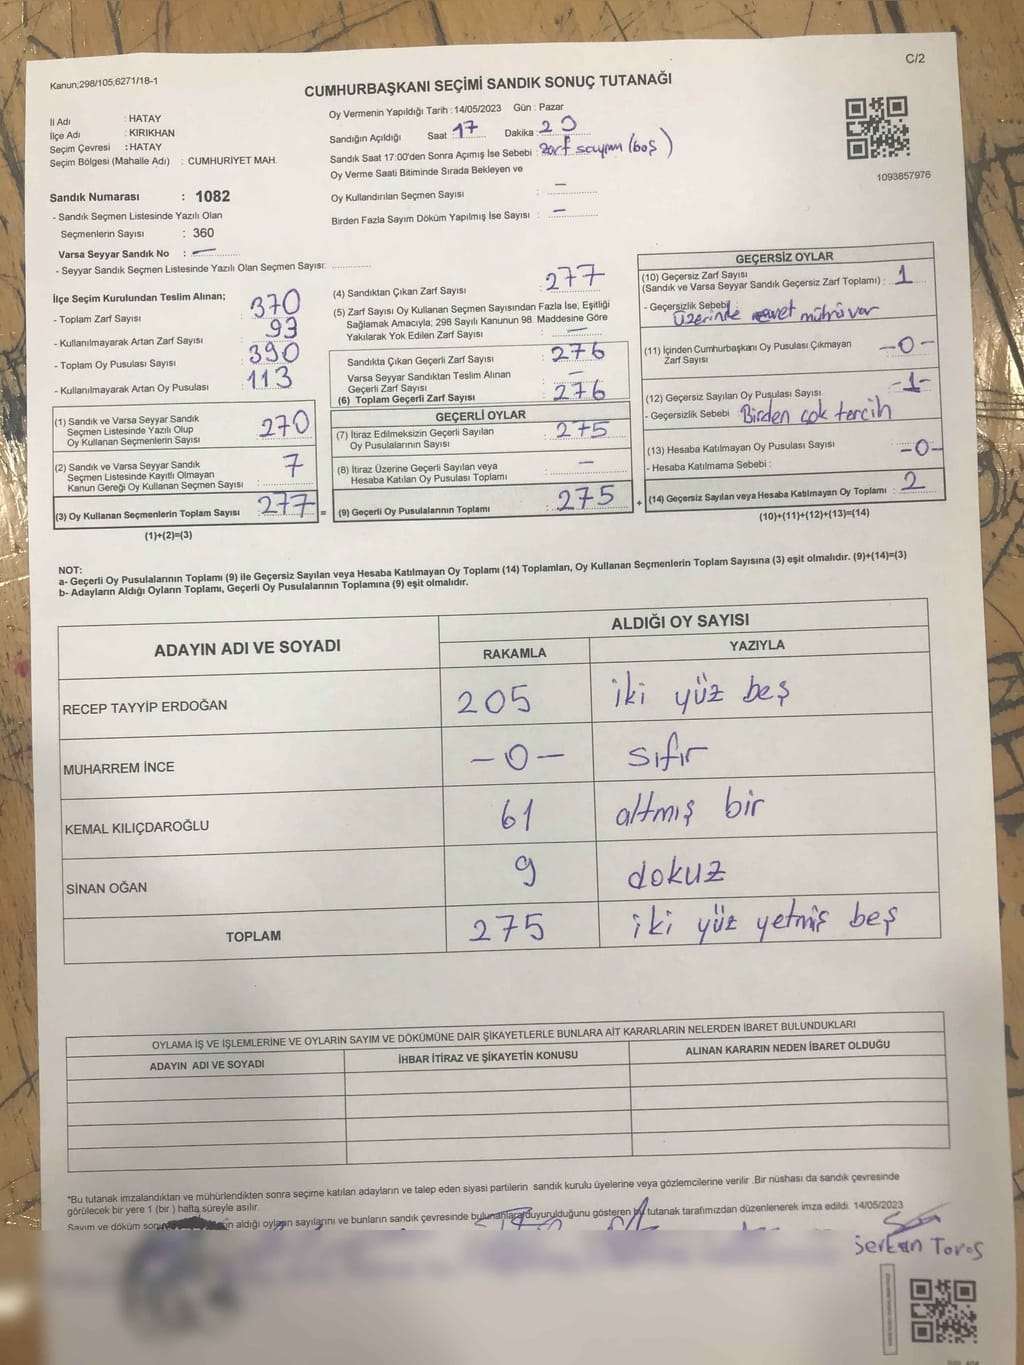 Kanun;298/105;6271/18-1
C/2
CUMHURBAŞKANI SEÇİMİ SANDIK SONUÇ TUTANAĞI
İl Adı : HATAY
İlçe Adı : KIRIKHAN
Seçim Çevresi : HATAY
Seçim Bölgesi (Mahalle Adı) : CUMHURİYET MAH.
Oy Vermenin Yapıldığı Tarih : 14/05/2023 Gün : Pazar
Sandığın Açıldığı Saat 17 Dakika : 20
Sandık Saat 17:00'den Sonra Açımış İse Sebebi : Zarf sayımı (boş)
Oy Verme Saati Bitiminde Sırada Bekleyen ve
Oy Kullandırılan Seçmen Sayısı : —
Birden Fazla Sayım Döküm Yapılmış İse Sayısı : —
1093857976
Sandık Numarası : 1082
- Sandık Seçmen Listesinde Yazılı Olan
Seçmenlerin Sayısı : 360
Varsa Seyyar Sandık No : —
- Seyyar Sandık Seçmen Listesinde Yazılı Olan Seçmen Sayısı:
İlçe Seçim Kurulundan Teslim Alınan;
- Toplam Zarf Sayısı : 370
- Kullanılmayarak Artan Zarf Sayısı : 93
- Toplam Oy Pusulası Sayısı : 390
- Kullanılmayarak Artan Oy Pusulası : 113
(1) Sandık ve Varsa Seyyar Sandık
Seçmen Listesinde Yazılı Olup
Oy Kullanan Seçmenlerin Sayısı : 270
(2) Sandık ve Varsa Seyyar Sandık
Seçmen Listesinde Kayıtlı Olmayan
Kanun Gereği Oy Kullanan Seçmen Sayısı : 7
(3) Oy Kullanan Seçmenlerin Toplam Sayısı : 277 =
(1)+(2)=(3)
(4) Sandıktan Çıkan Zarf Sayısı : 277
(5) Zarf Sayısı Oy Kullanan Seçmen Sayısından Fazla İse, Eşitliği
Sağlamak Amacıyla; 298 Sayılı Kanunun 98. Maddesine Göre
Yakılarak Yok Edilen Zarf Sayısı : —
Sandıkta Çıkan Geçerli Zarf Sayısı : 276
Varsa Seyyar Sandıktan Teslim Alınan
Geçerli Zarf Sayısı : —
(6) Toplam Geçerli Zarf Sayısı : 276
GEÇERLİ OYLAR
(7) İtiraz Edilmeksizin Geçerli Sayılan
Oy Pusulalarının Sayısı : 275
(8) İtiraz Üzerine Geçerli Sayılan veya
Hesaba Katılan Oy Pusulası Toplamı : —
(9) Geçerli Oy Pusulalarının Toplamı : 275 +
GEÇERSİZ OYLAR
(10) Geçersiz Zarf Sayısı
(Sandık ve Varsa Seyyar Sandık Geçersiz Zarf Toplamı) : 1
- Geçersizlik Sebebi : Üzerinde evet mührü var
(11) İçinden Cumhurbaşkanı Oy Pusulası Çıkmayan
Zarf Sayısı : -0-
(12) Geçersiz Sayılan Oy Pusulası Sayısı : -1-
- Geçersizlik Sebebi : Birden çok tercih
(13) Hesaba Katılmayan Oy Pusulası Sayısı : -0-
- Hesaba Katılmama Sebebi :
(14) Geçersiz Sayılan veya Hesaba Katılmayan Oy Toplamı : 2
(10)+(11)+(12)+(13)=(14)
NOT:
a- Geçerli Oy Pusulalarının Toplamı (9) ile Geçersiz Sayılan veya Hesaba Katılmayan Oy Toplamı (14) Toplamları, Oy Kullanan Seçmenlerin Toplam Sayısına (3) eşit olmalıdır. (9)+(14)=(3)
b- Adayların Aldığı Oyların Toplamı, Geçerli Oy Pusulalarının Toplamına (9) eşit olmalıdır.
ADAYIN ADI VE SOYADI
ALDIĞI OY SAYISI
RAKAMLA YAZIYLA
RECEP TAYYİP ERDOĞAN 205 iki yüz beş
MUHARREM İNCE -0- sıfır
KEMAL KILIÇDAROĞLU 61 altmış bir
SİNAN OĞAN 9 dokuz
TOPLAM 275 iki yüz yetmiş beş
OYLAMA İŞ VE İŞLEMLERİNE VE OYLARIN SAYIM VE DÖKÜMÜNE DAİR ŞİKAYETLERLE BUNLARA AİT KARARLARIN NELERDEN İBARET BULUNDUKLARI
ADAYIN ADI VE SOYADI İHBAR İTİRAZ VE ŞİKAYETİN KONUSU ALINAN KARARIN NEDEN İBARET OLDUĞU
*Bu tutanak imzalandıktan ve mühürlendikten sonra seçime katılan adayların ve talep eden siyasi partilerin sandık kurulu üyelerine veya gözlemcilerine verilir .Bir nüshası da sandık çevresinde
görülecek bir yere 1 (bir ) hafta süreyle asılır.
Sayım ve döküm aldığı oyların sayılarını ve bunların sandık çevresinde bulunanlara duyurulduğunu gösteren bu tutanak tarafımızdan düzenlenerek imza edildi. 14/05/2023
Serkan Toros